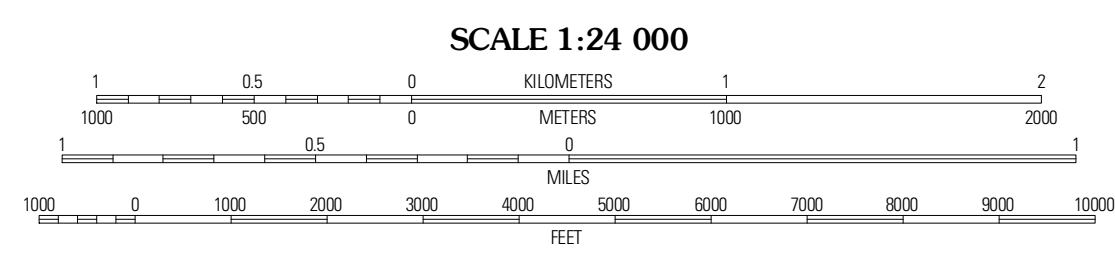 SCALE 1:24 000
1 0.5 0 KILOMETERS 1 2
1000 500 0 METERS 1000 2000
1 0.5 0 1
MILES
1000 0 1000 2000 3000 4000 5000 6000 7000 8000 9000 10000
FEET